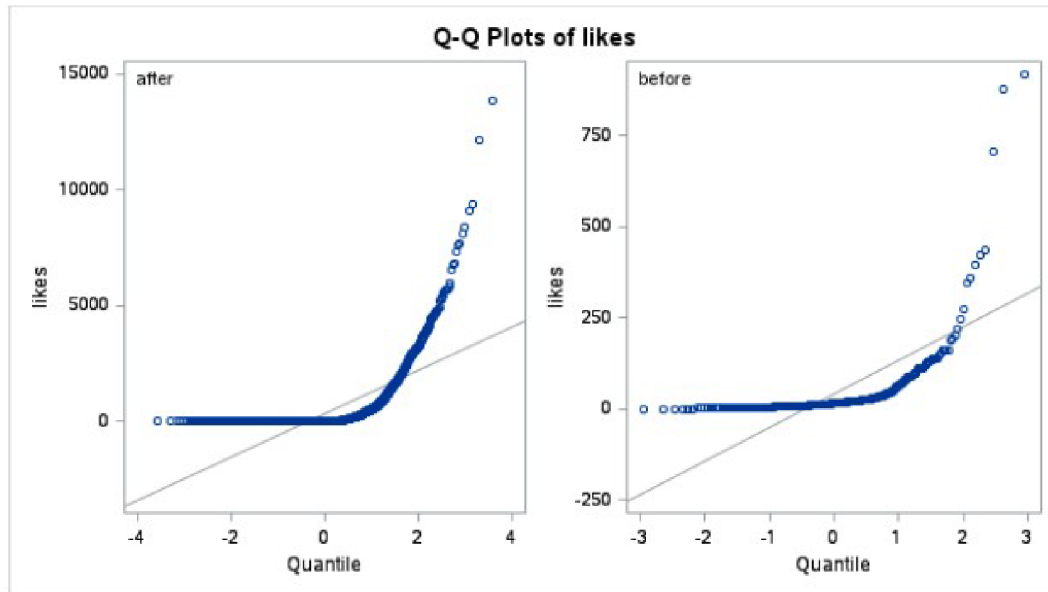 Q-Q Plots of likes
after
15000
10000
5000
0
likes
-4 -2 0 2 4
Quantile
before
750
500
250
0
-250
likes
-3 -2 -1 0 1 2 3
Quantile